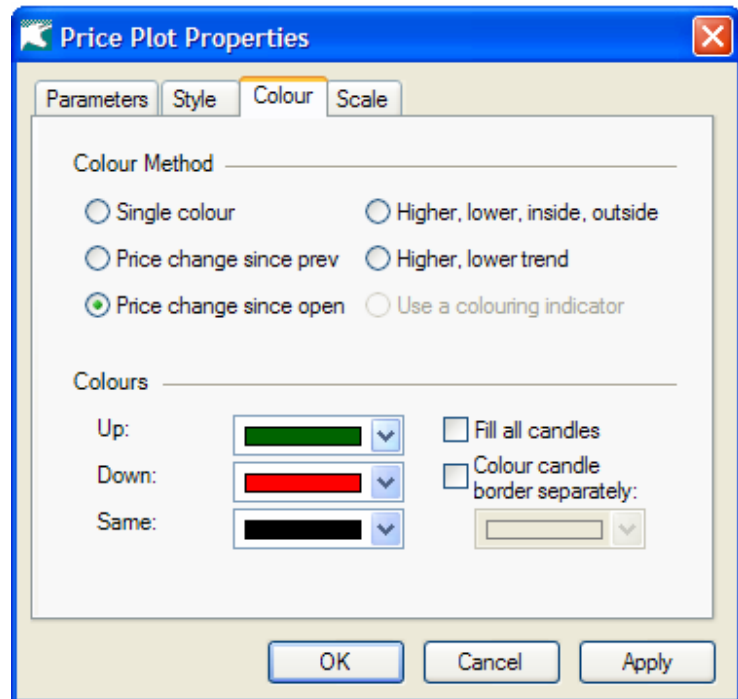 Price Plot Properties
Parameters Style Colour Scale
Colour Method
Single colour Higher, lower, inside, outside
Price change since prev Higher, lower trend
Price change since open Use a colouring indicator
Colours
Up: Fill all candles
Down: Colour candle
border separately:
Same:
OK Cancel Apply